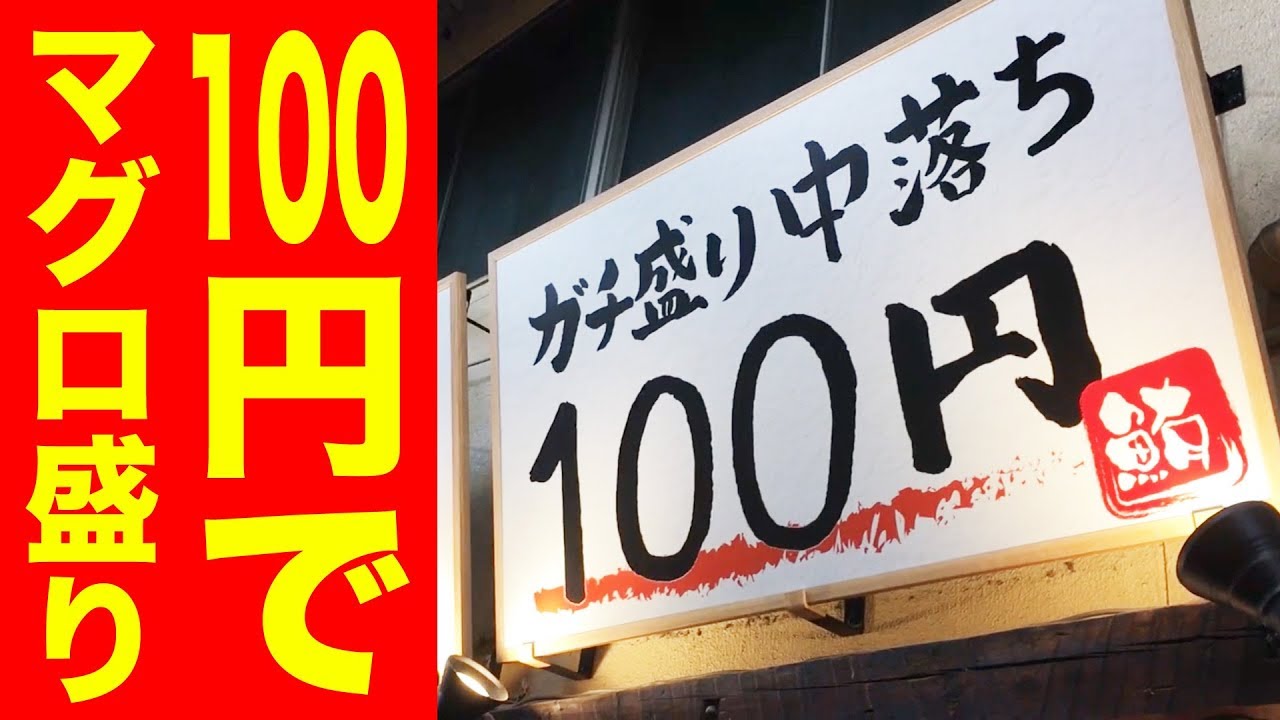 100円で
マグロ盛り
ガチ盛り中落ち
100円
鮪